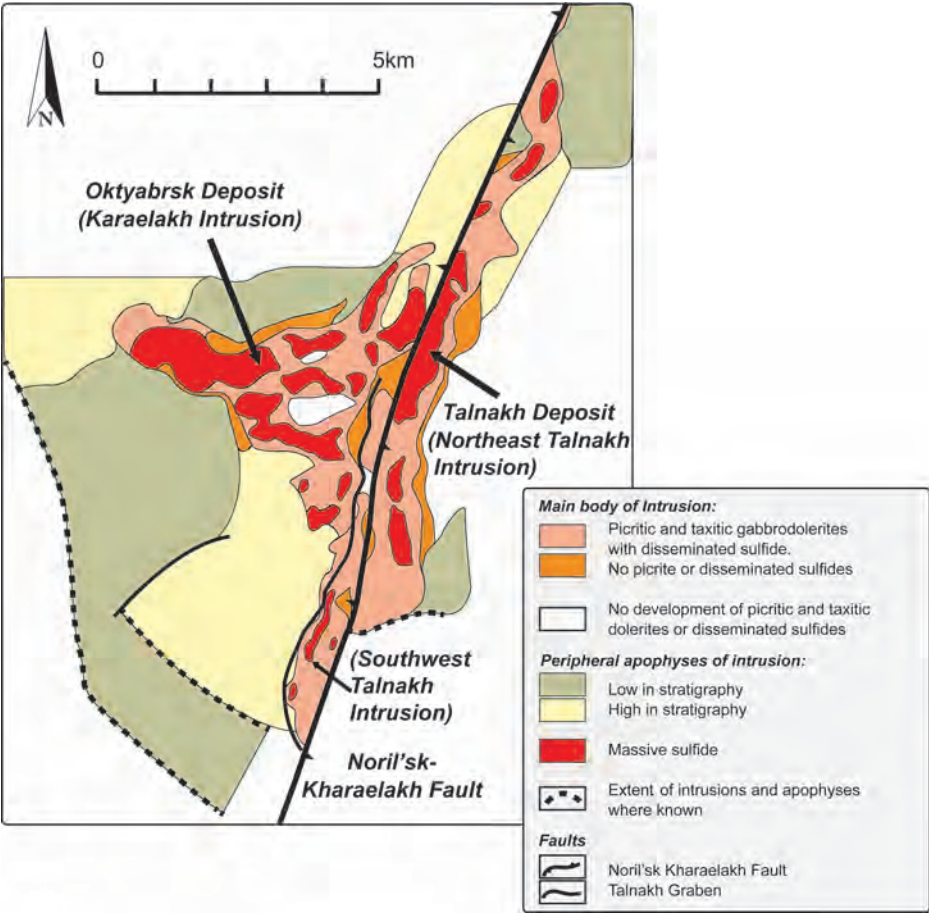 0
5km
N
Oktyabrsk Deposit
(Karaelakh Intrusion)
Talnakh Deposit
(Northeast Talnakh
Intrusion)
(Southwest
Talnakh
Intrusion)
Noril'sk-
Kharaelakh Fault
Main body of Intrusion:
Picritic and taxitic gabbrodolerites
with disseminated sulfide.
No picrite or disseminated sulfides
No development of picritic and taxitic
dolerites or disseminated sulfides
Peripheral apophyses of intrusion:
Low in stratigraphy
High in stratigraphy
Massive sulfide
Extent of intrusions and apophyses
where known
Faults
Noril'sk Kharaelakh Fault
Talnakh Graben